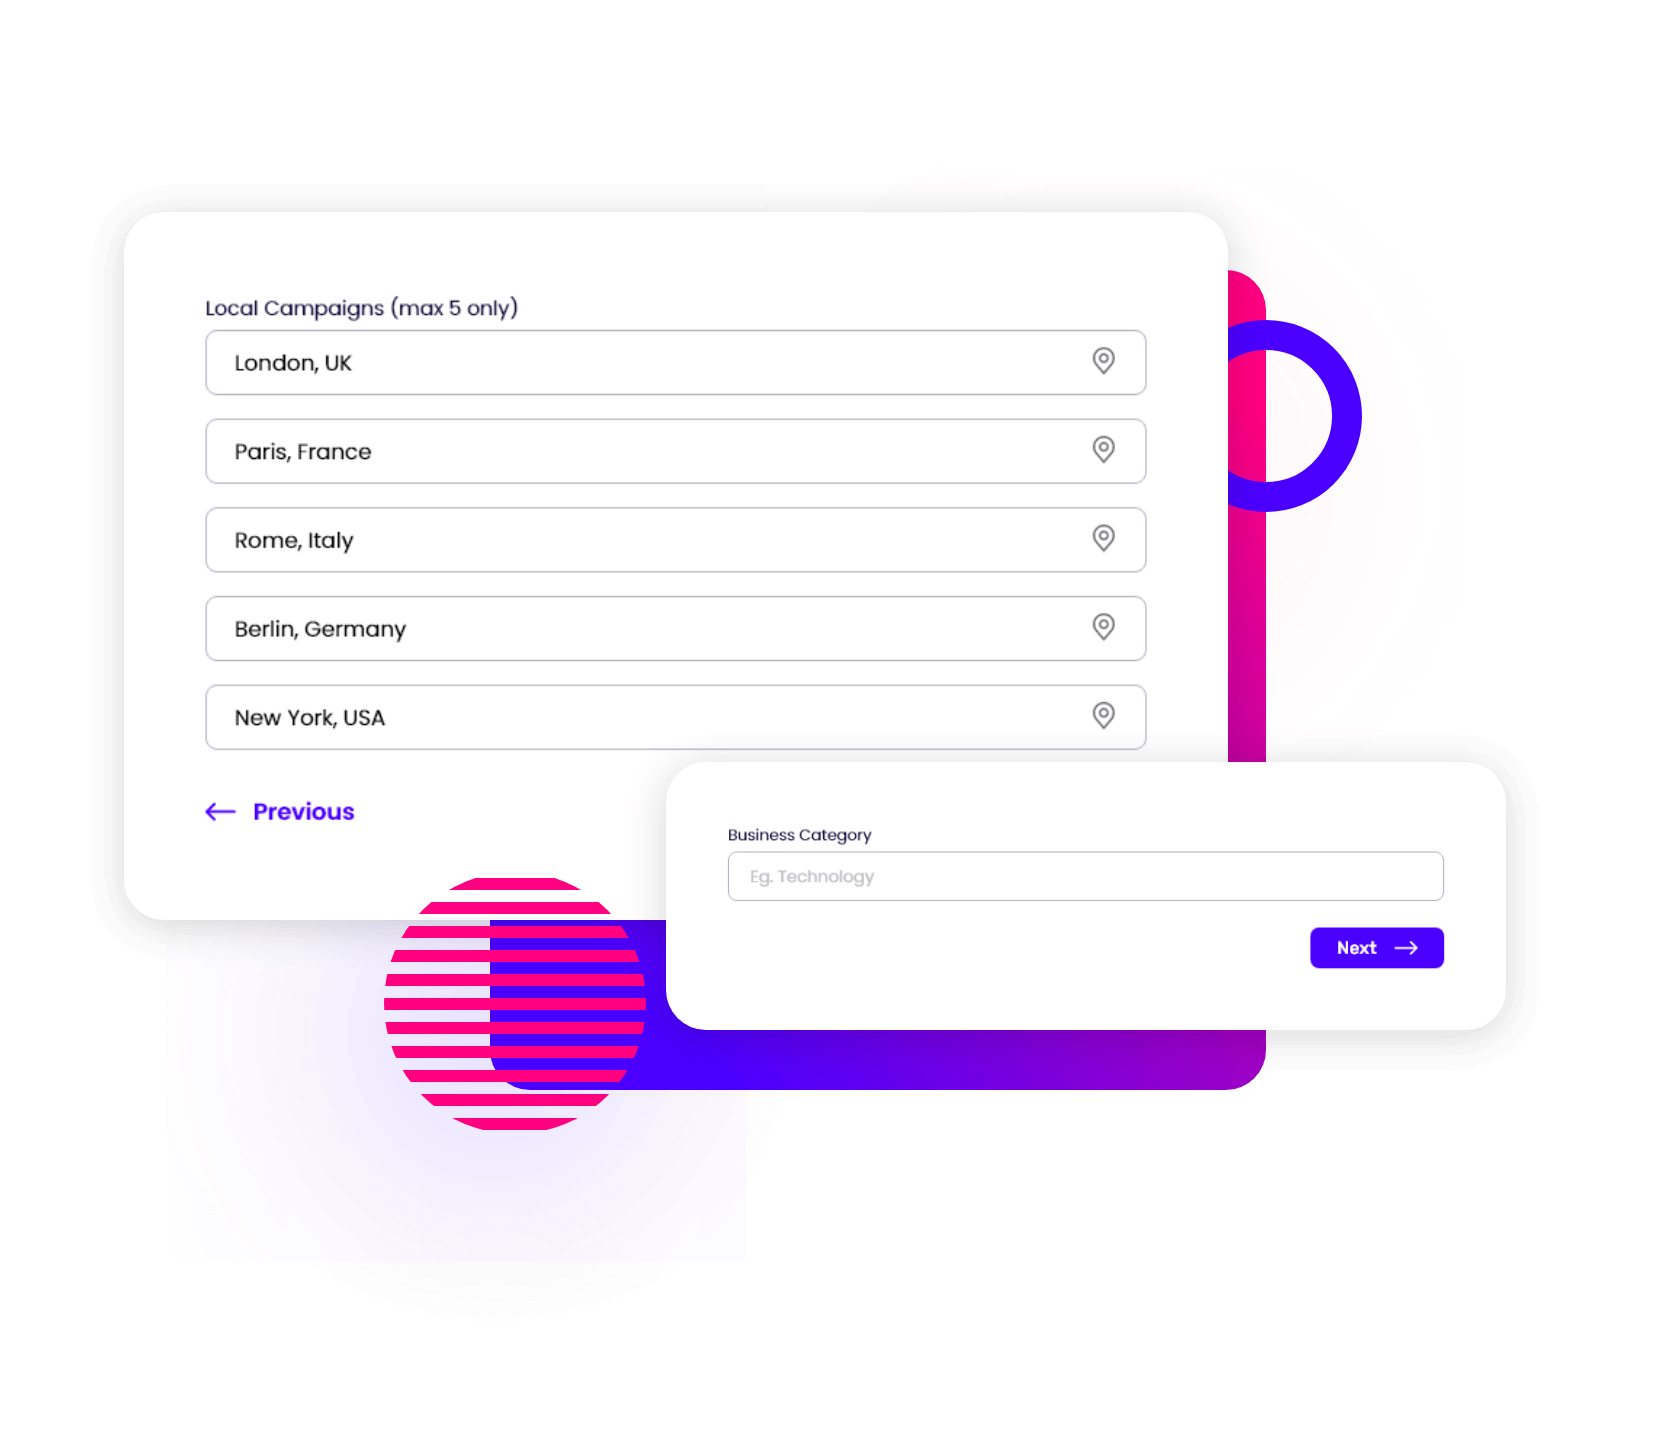 Local Campaigns (max 5 only)
London, UK
Paris, France
Rome, Italy
Berlin, Germany
New York, USA
Previous
Business Category
Eg. Technology
Next